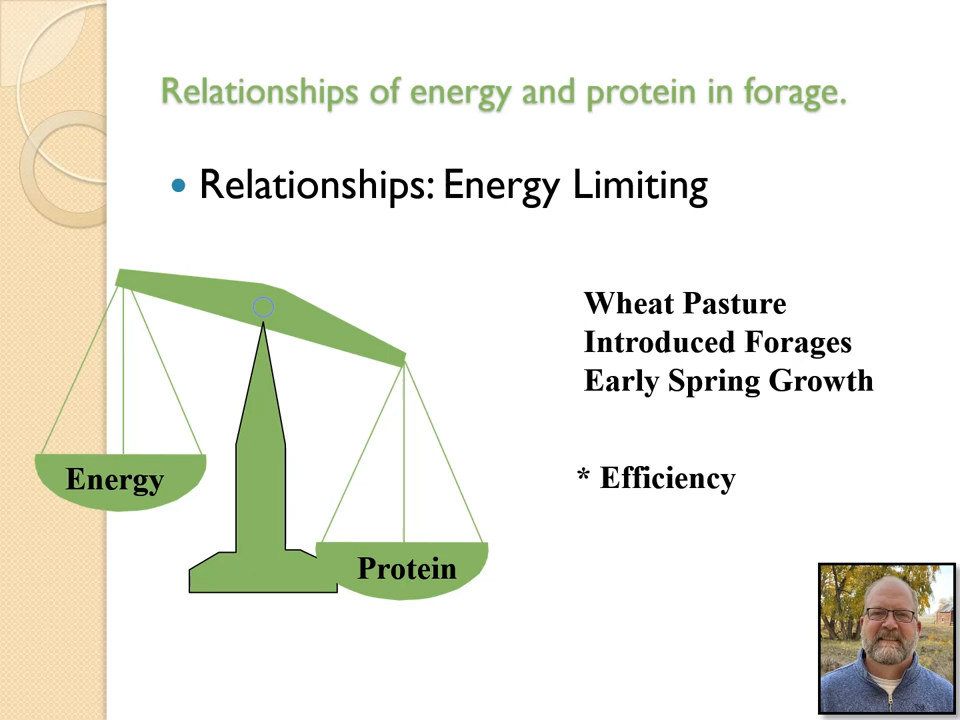 Relationships of energy and protein in forage.
Relationships: Energy Limiting
Wheat Pasture
Introduced Forages
Early Spring Growth
Energy
* Efficiency
Protein